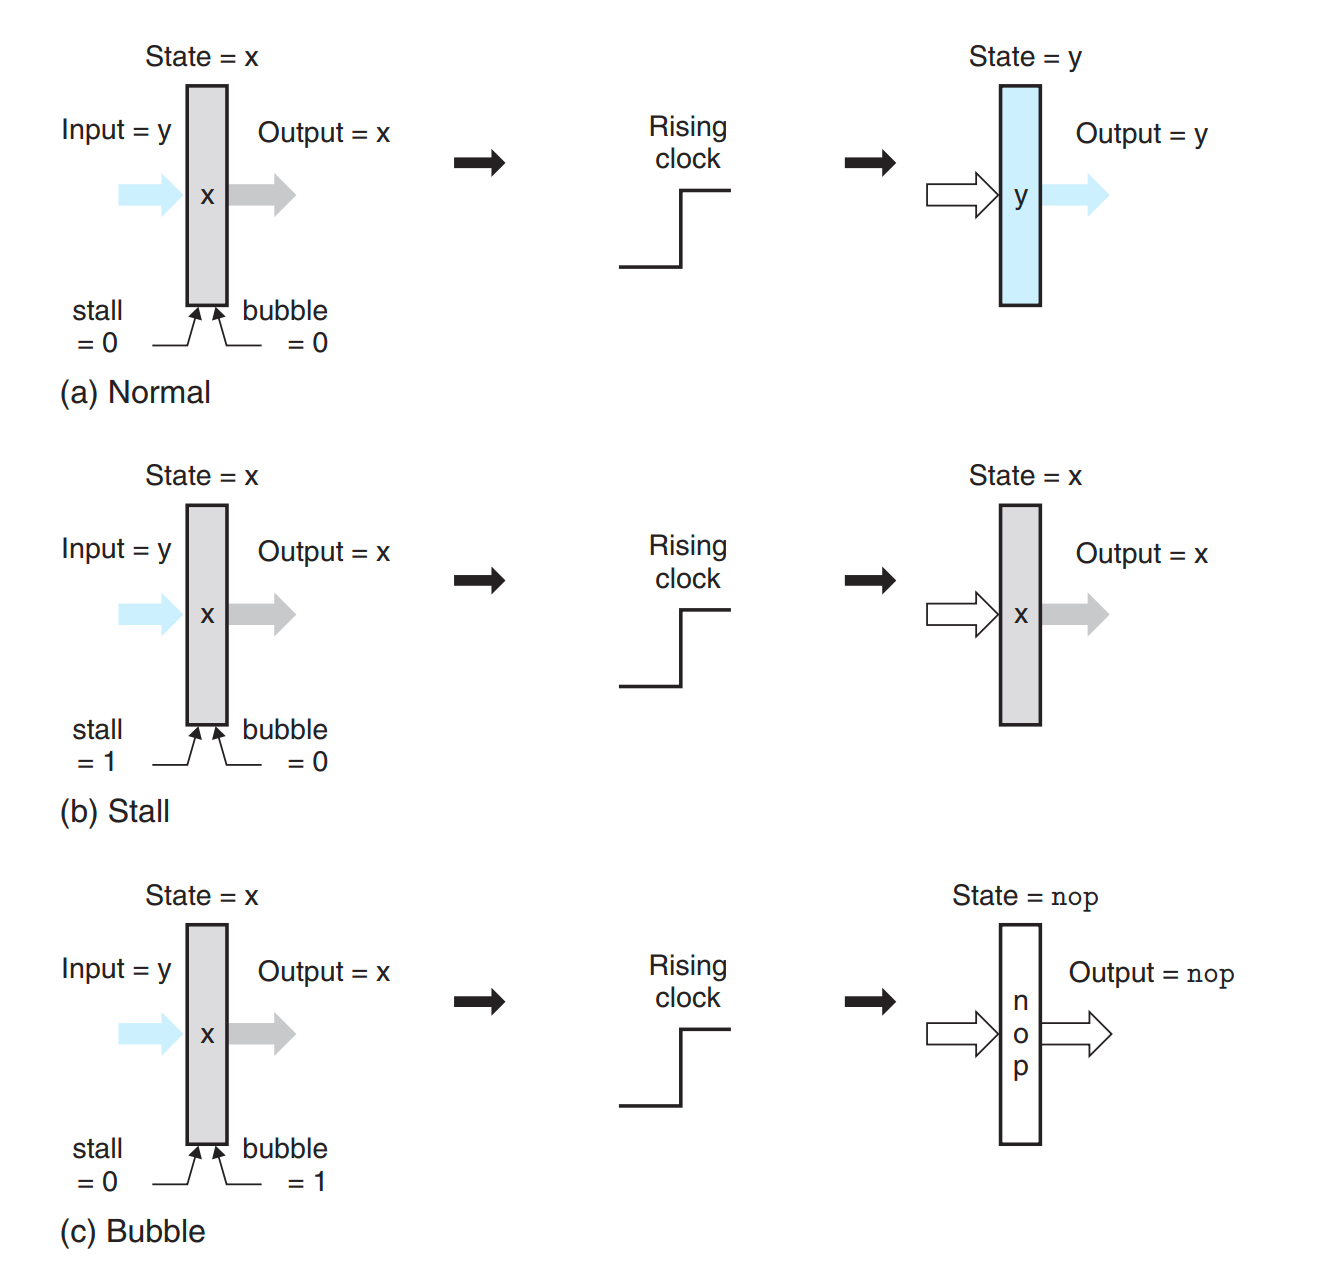 State = x
State = y
Input = y
Output = x
Rising
clock
Output = y
x
y
stall
= 0
bubble
= 0
(a) Normal
State = x
State = x
Input = y
Output = x
Rising
clock
Output = x
x
x
stall
= 1
bubble
= 0
(b) Stall
State = x
State = nop
Input = y
Output = x
Rising
clock
Output = nop
x
n
o
p
stall
= 0
bubble
= 1
(c) Bubble